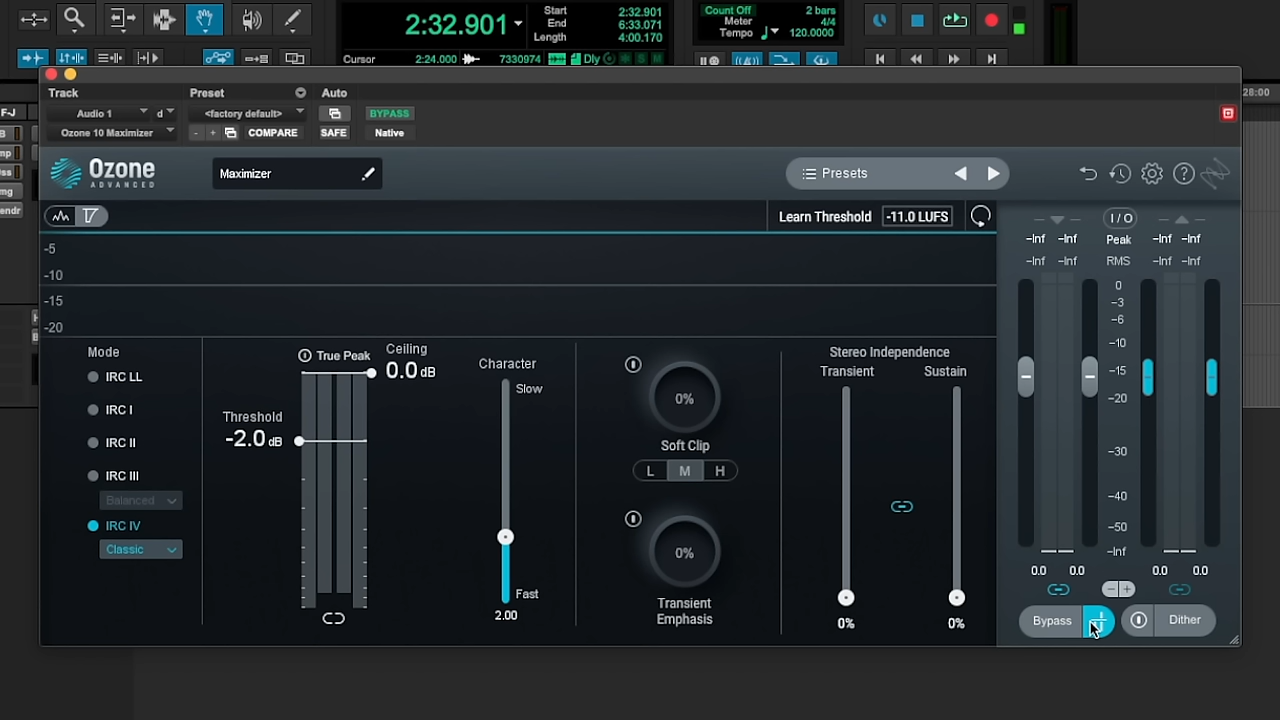 2:32.901
Start 2:32.901
End 6:33.071
Length 4:00.170
Cursor 2:24.000 7330974 Dly S M
Count Off 2 bars
Meter 4/4
Tempo 120.0000
28:00
F-J
B
mp
ss
mg
endr
Track Preset Auto
Audio 1 d <factory default> BYPASS
Ozone 10 Maximizer - + COMPARE SAFE Native
Ozone
ADVANCED
Maximizer
Presets
Learn Threshold -11.0 LUFS
-5
-10
-15
-20
Mode
IRC LL
IRC I
IRC II
IRC III
Balanced
IRC IV
Classic
True Peak
Ceiling
0.0 dB
Threshold
-2.0 dB
Character
Slow
Fast
2.00
0%
Soft Clip
L M H
0%
Transient
Emphasis
Stereo Independence
Transient Sustain
0% 0%
I / O
-Inf -Inf Peak -Inf -Inf
-Inf -Inf RMS -Inf -Inf
0
-3
-6
-10
-15
-20
-30
-40
-50
-Inf
0.0 0.0 0.0 0.0
- +
Bypass Dither